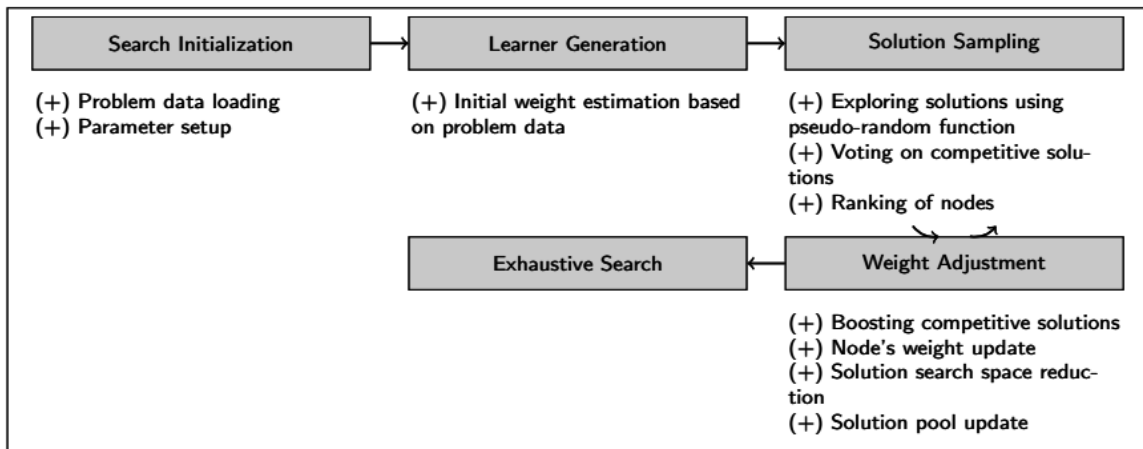 Search Initialization
(+) Problem data loading
(+) Parameter setup
Learner Generation
(+) Initial weight estimation based
on problem data
Solution Sampling
(+) Exploring solutions using
pseudo-random function
(+) Voting on competitive solu-
tions
(+) Ranking of nodes
Weight Adjustment
(+) Boosting competitive solutions
(+) Node's weight update
(+) Solution search space reduc-
tion
(+) Solution pool update
Exhaustive Search